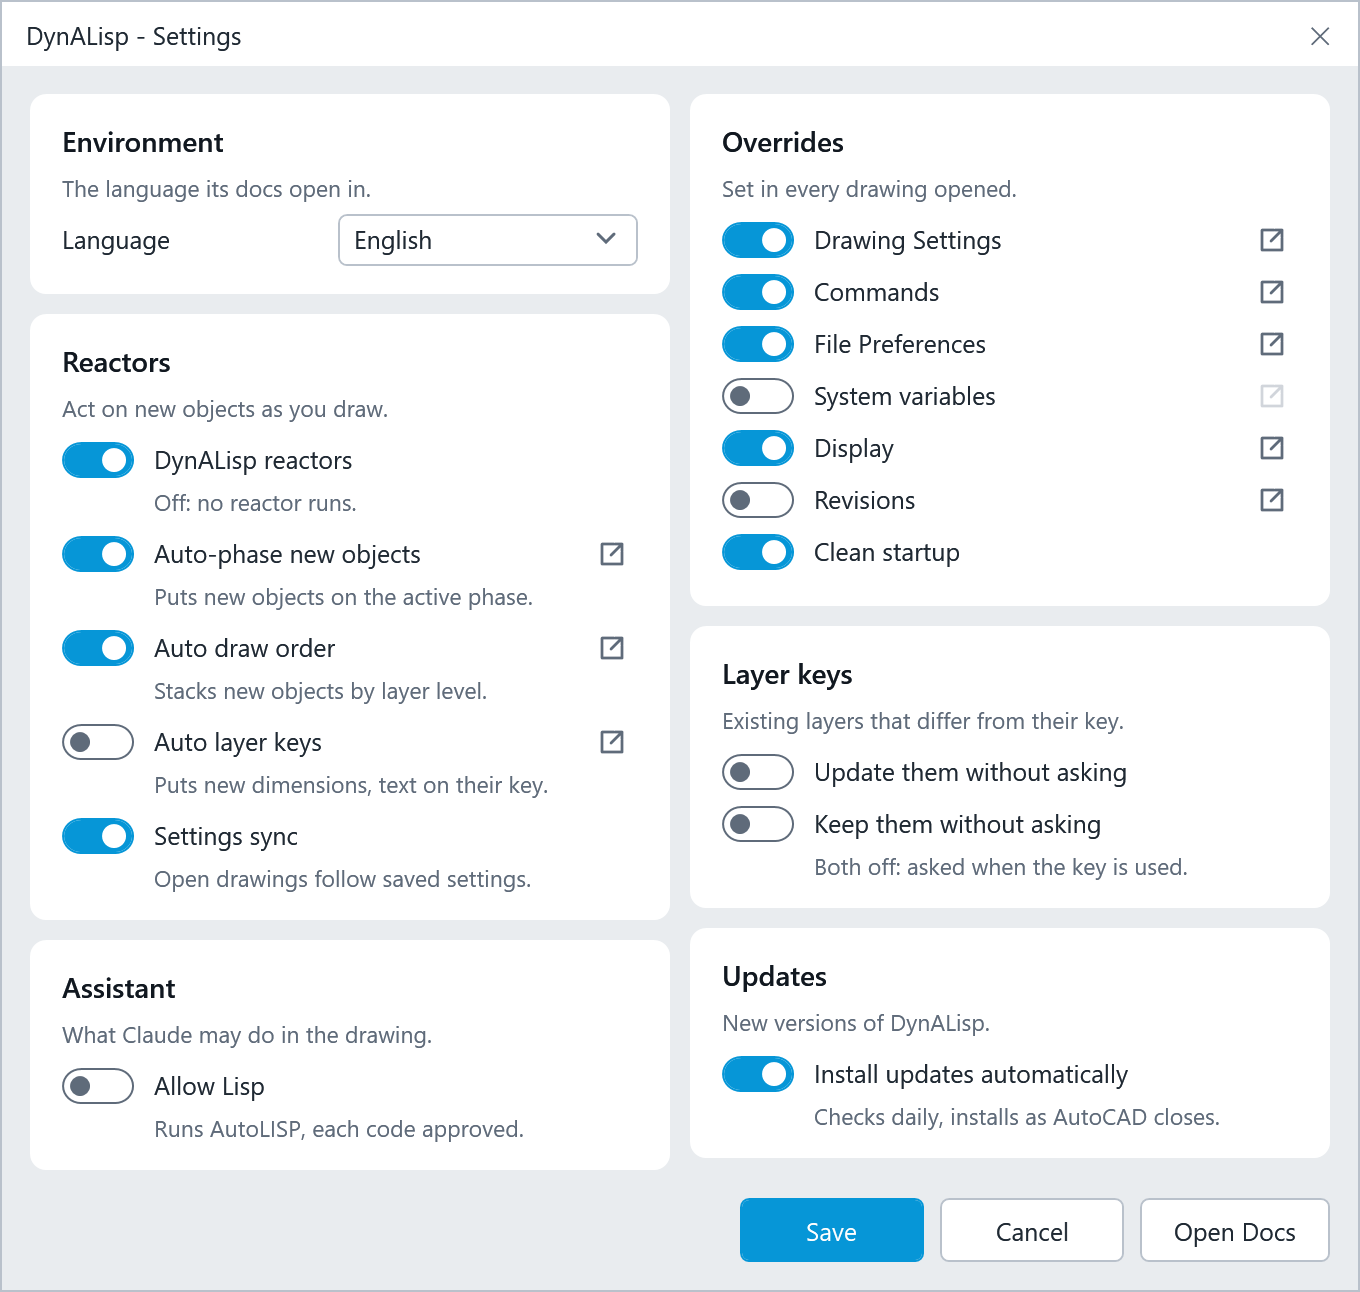 DynALisp - Settings
Environment
The language its docs open in.
Language
English
Reactors
Act on new objects as you draw.
DynALisp reactors
Off: no reactor runs.
Auto-phase new objects
Puts new objects on the active phase.
Auto draw order
Stacks new objects by layer level.
Auto layer keys
Puts new dimensions, text on their key.
Settings sync
Open drawings follow saved settings.
Assistant
What Claude may do in the drawing.
Allow Lisp
Runs AutoLISP, each code approved.
Overrides
Set in every drawing opened.
Drawing Settings
Commands
File Preferences
System variables
Display
Revisions
Clean startup
Layer keys
Existing layers that differ from their key.
Update them without asking
Keep them without asking
Both off: asked when the key is used.
Updates
New versions of DynALisp.
Install updates automatically
Checks daily, installs as AutoCAD closes.
Save
Cancel
Open Docs